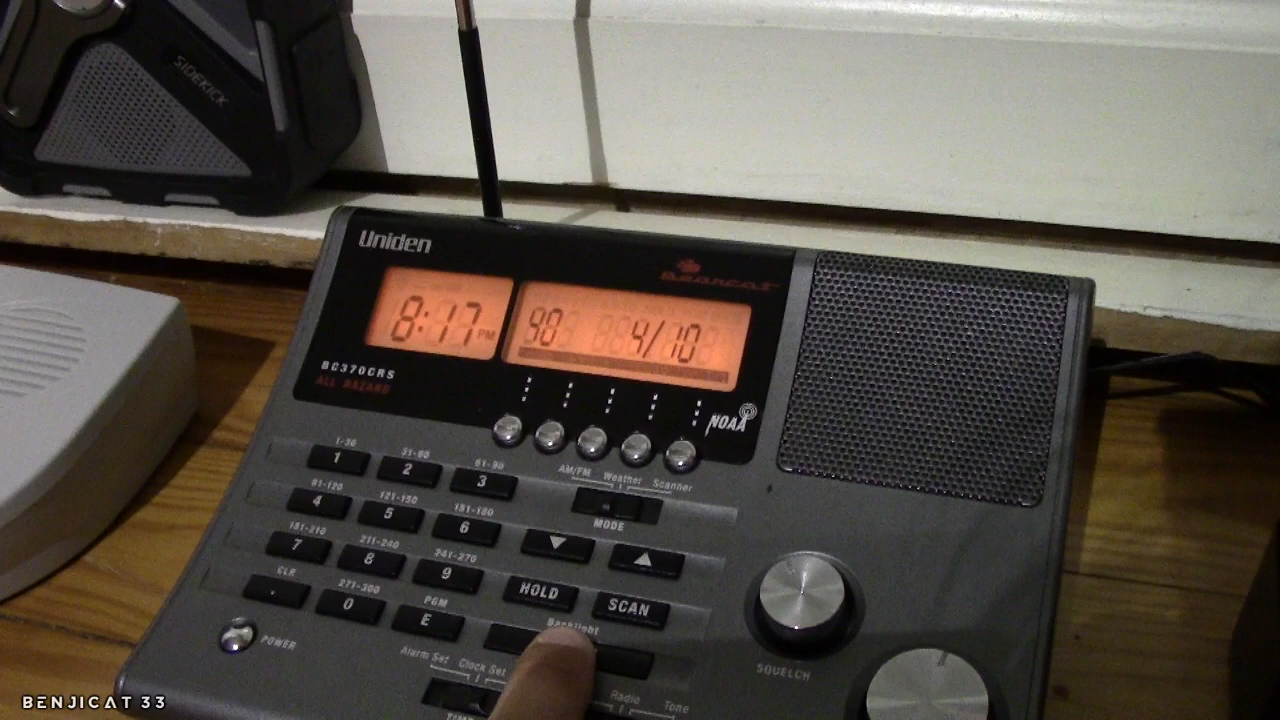 SIDEKICK
Uniden
Bearcat
8:17 PM
4/10
BC370CRS
ALL HAZARD
NOAA
AM/FM Weather Scanner
MODE
1-30 31-60 61-90
1 2 3
91-120 121-150 151-180
4 5 6
181-210 211-240 241-270
7 8 9
CLR 271-300 PGM
. 0 E
HOLD SCAN
Backlight
POWER
Alarm Set Clock Set
Radio Tone
SQUELCH
BENJICAT 33